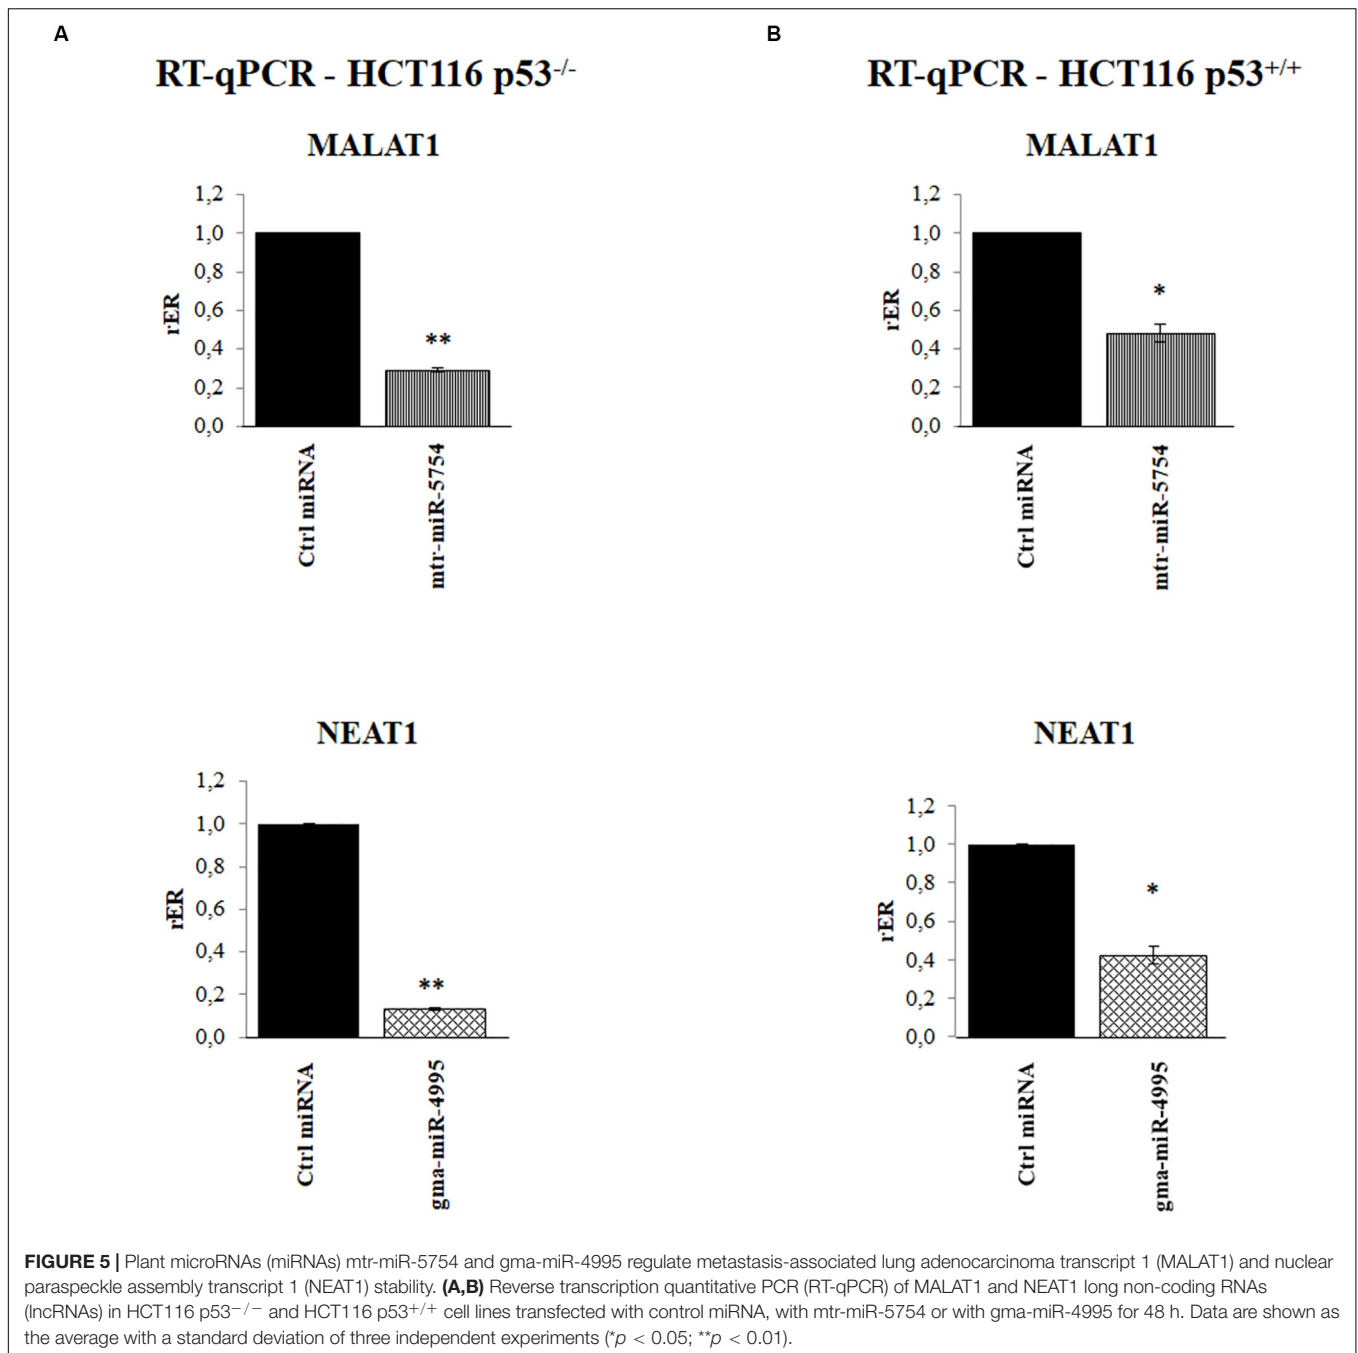 A
B
RT-qPCR - HCT116 p53-/-
RT-qPCR - HCT116 p53+/+
MALAT1
1,2
1,0
0,8
0,6
0,4
0,2
0,0
rER
**
Ctrl miRNA
mtr-miR-5754
MALAT1
1,2
1,0
0,8
0,6
0,4
0,2
0,0
rER
*
Ctrl miRNA
mtr-miR-5754
NEAT1
1,2
1,0
0,8
0,6
0,4
0,2
0,0
rER
**
Ctrl miRNA
gma-miR-4995
NEAT1
1,2
1,0
0,8
0,6
0,4
0,2
0,0
rER
*
Ctrl miRNA
gma-miR-4995
FIGURE 5 | Plant microRNAs (miRNAs) mtr-miR-5754 and gma-miR-4995 regulate metastasis-associated lung adenocarcinoma transcript 1 (MALAT1) and nuclear
paraspeckle assembly transcript 1 (NEAT1) stability. (A,B) Reverse transcription quantitative PCR (RT-qPCR) of MALAT1 and NEAT1 long non-coding RNAs
(lncRNAs) in HCT116 p53−/− and HCT116 p53+/+ cell lines transfected with control miRNA, with mtr-miR-5754 or with gma-miR-4995 for 48 h. Data are shown as
the average with a standard deviation of three independent experiments (*p < 0.05; **p < 0.01).